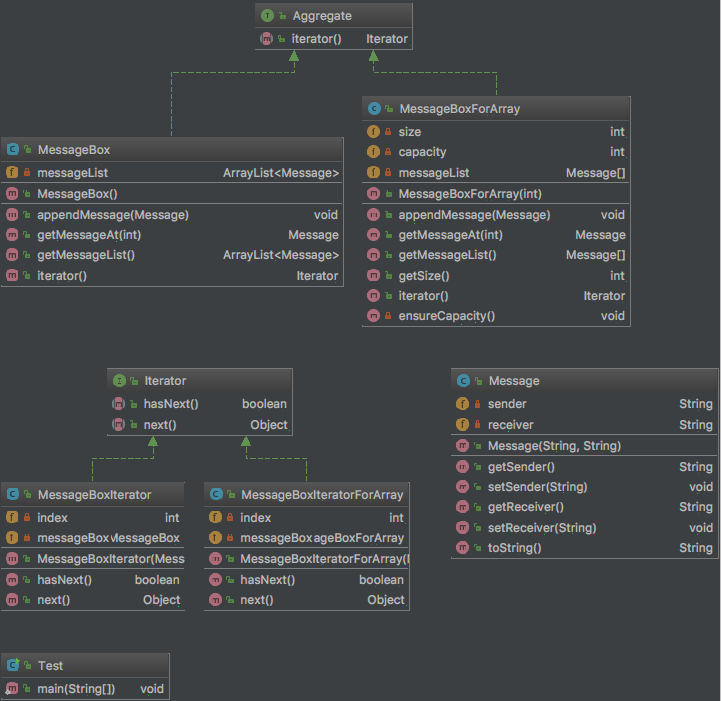 Aggregate
iterator() Iterator
MessageBoxForArray
size int
capacity int
messageList Message[]
MessageBoxForArray(int)
appendMessage(Message) void
getMessageAt(int) Message
getMessageList() Message[]
getSize() int
iterator() Iterator
ensureCapacity() void
MessageBox
messageList ArrayList<Message>
MessageBox()
appendMessage(Message) void
getMessageAt(int) Message
getMessageList() ArrayList<Message>
iterator() Iterator
Iterator
hasNext() boolean
next() Object
Message
sender String
receiver String
Message(String, String)
getSender() String
setSender(String) void
getReceiver() String
setReceiver(String) void
toString() String
MessageBoxIterator
index int
messageBox MessageBox
MessageBoxIterator(Mess
hasNext() boolean
next() Object
MessageBoxIteratorForArray
index int
messageBox ageBoxForArray
MessageBoxIteratorForArray(
hasNext() boolean
next() Object
Test
main(String[]) void